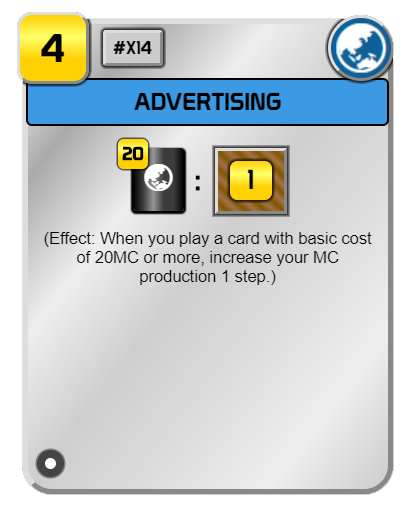 4
#X14
ADVERTISING
20
:
1
(Effect: When you play a card with basic cost
of 20MC or more, increase your MC
production 1 step.)